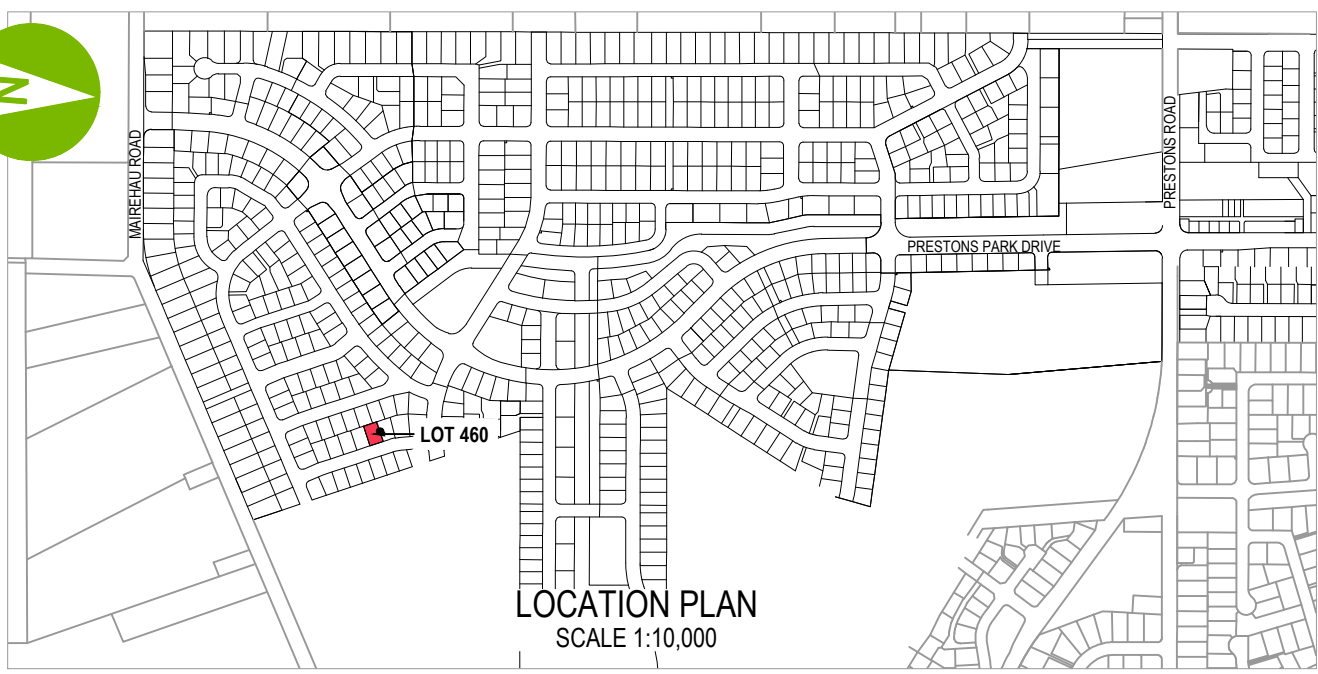 N
MAIREHAU ROAD
PRESTONS ROAD
PRESTONS PARK DRIVE
LOT 460
LOCATION PLAN
SCALE 1:10,000